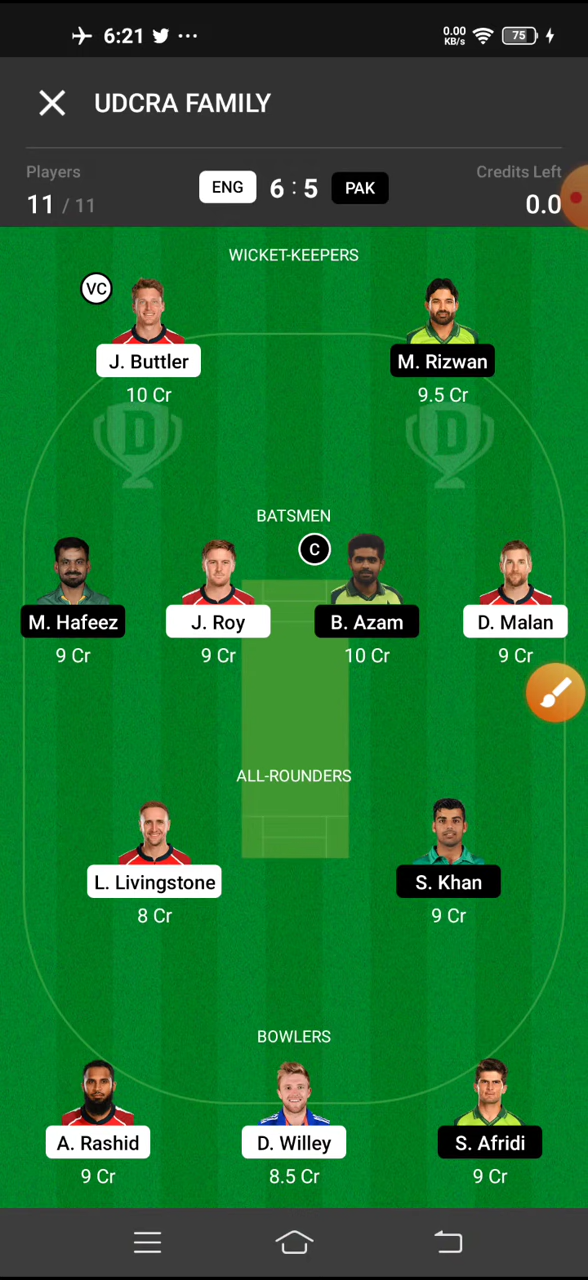 6:21
0.00
KB/s
75
UDCRA FAMILY
Players
Credits Left
11 / 11
ENG 6 : 5 PAK
0.0
WICKET-KEEPERS
VC
J. Buttler
M. Rizwan
10 Cr
9.5 Cr
D
D
BATSMEN
C
M. Hafeez
J. Roy
B. Azam
D. Malan
9 Cr
9 Cr
10 Cr
9 Cr
ALL-ROUNDERS
L. Livingstone
S. Khan
8 Cr
9 Cr
BOWLERS
A. Rashid
D. Willey
S. Afridi
9 Cr
8.5 Cr
9 Cr